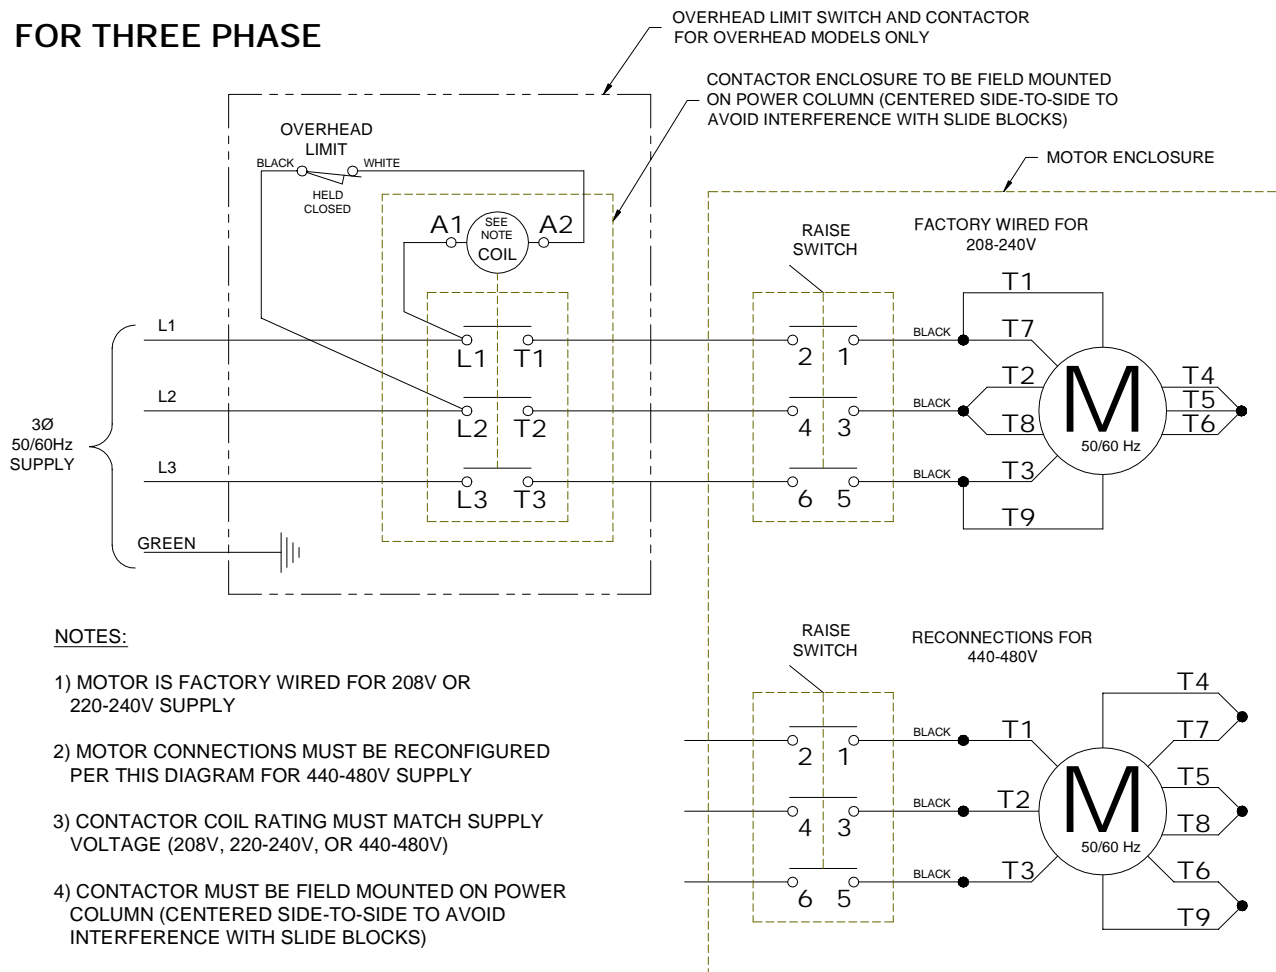 FOR THREE PHASE
OVERHEAD LIMIT SWITCH AND CONTACTOR
FOR OVERHEAD MODELS ONLY
CONTACTOR ENCLOSURE TO BE FIELD MOUNTED
ON POWER COLUMN (CENTERED SIDE-TO-SIDE TO
AVOID INTERFERENCE WITH SLIDE BLOCKS)
MOTOR ENCLOSURE
OVERHEAD
LIMIT
BLACK
WHITE
HELD
CLOSED
A1
SEE
NOTE
COIL
A2
RAISE
SWITCH
FACTORY WIRED FOR
208-240V
3Ø
50/60Hz
SUPPLY
L1
L2
L3
GREEN
L1 T1
L2 T2
L3 T3
2 1
4 3
6 5
BLACK
BLACK
BLACK
T1
T7
T2
T8
T3
T9
M
50/60 Hz
T4
T5
T6
NOTES:
1) MOTOR IS FACTORY WIRED FOR 208V OR
220-240V SUPPLY
2) MOTOR CONNECTIONS MUST BE RECONFIGURED
PER THIS DIAGRAM FOR 440-480V SUPPLY
3) CONTACTOR COIL RATING MUST MATCH SUPPLY
VOLTAGE (208V, 220-240V, OR 440-480V)
4) CONTACTOR MUST BE FIELD MOUNTED ON POWER
COLUMN (CENTERED SIDE-TO-SIDE TO AVOID
INTERFERENCE WITH SLIDE BLOCKS)
RAISE
SWITCH
RECONNECTIONS FOR
440-480V
2 1
4 3
6 5
BLACK
BLACK
BLACK
T1
T2
T3
M
50/60 Hz
T4
T7
T5
T8
T6
T9